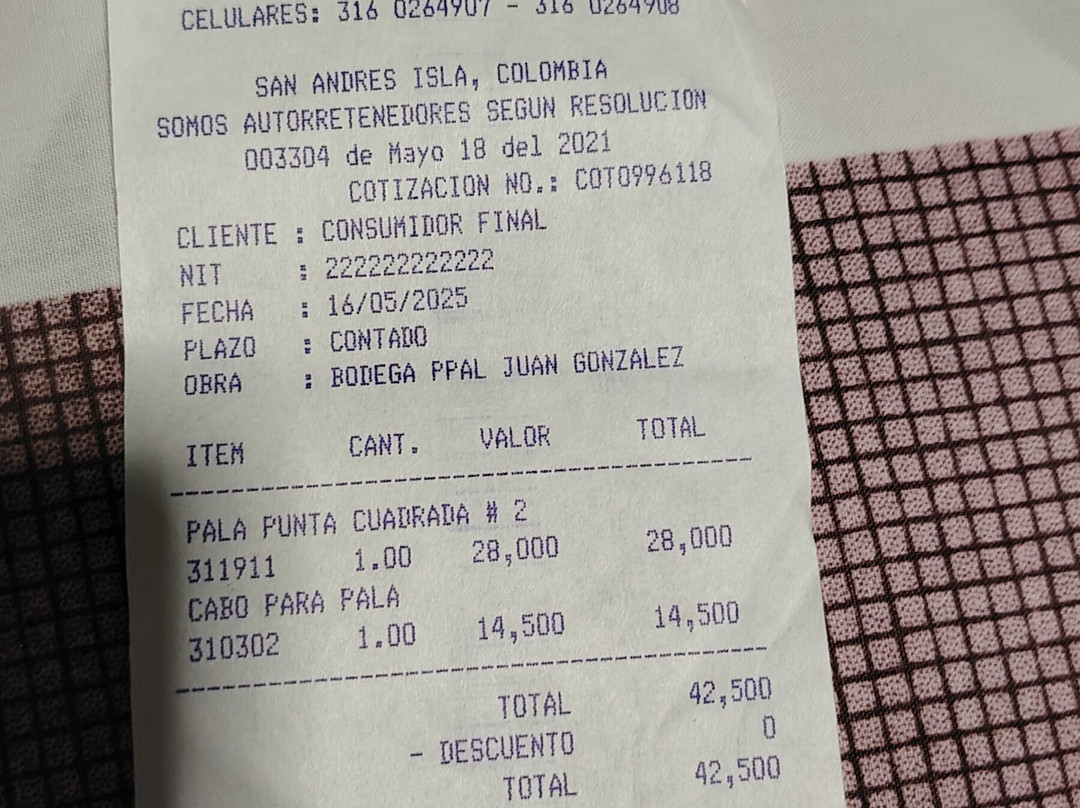 CELULARES: 316 0264907 - 316 0264908
SAN ANDRES ISLA, COLOMBIA
SOMOS AUTORRETENEDORES SEGUN RESOLUCION
003304 de Mayo 18 del 2021
COTIZACION NO.: COT0996118
CLIENTE : CONSUMIDOR FINAL
NIT : 222222222222
FECHA : 16/05/2025
PLAZO : CONTADO
OBRA : BODEGA PPAL JUAN GONZALEZ
ITEM CANT. VALOR TOTAL
PALA PUNTA CUADRADA # 2
311911 1.00 28,000 28,000
CABO PARA PALA
310302 1.00 14,500 14,500
TOTAL 42,500
- DESCUENTO 0
TOTAL 42,500